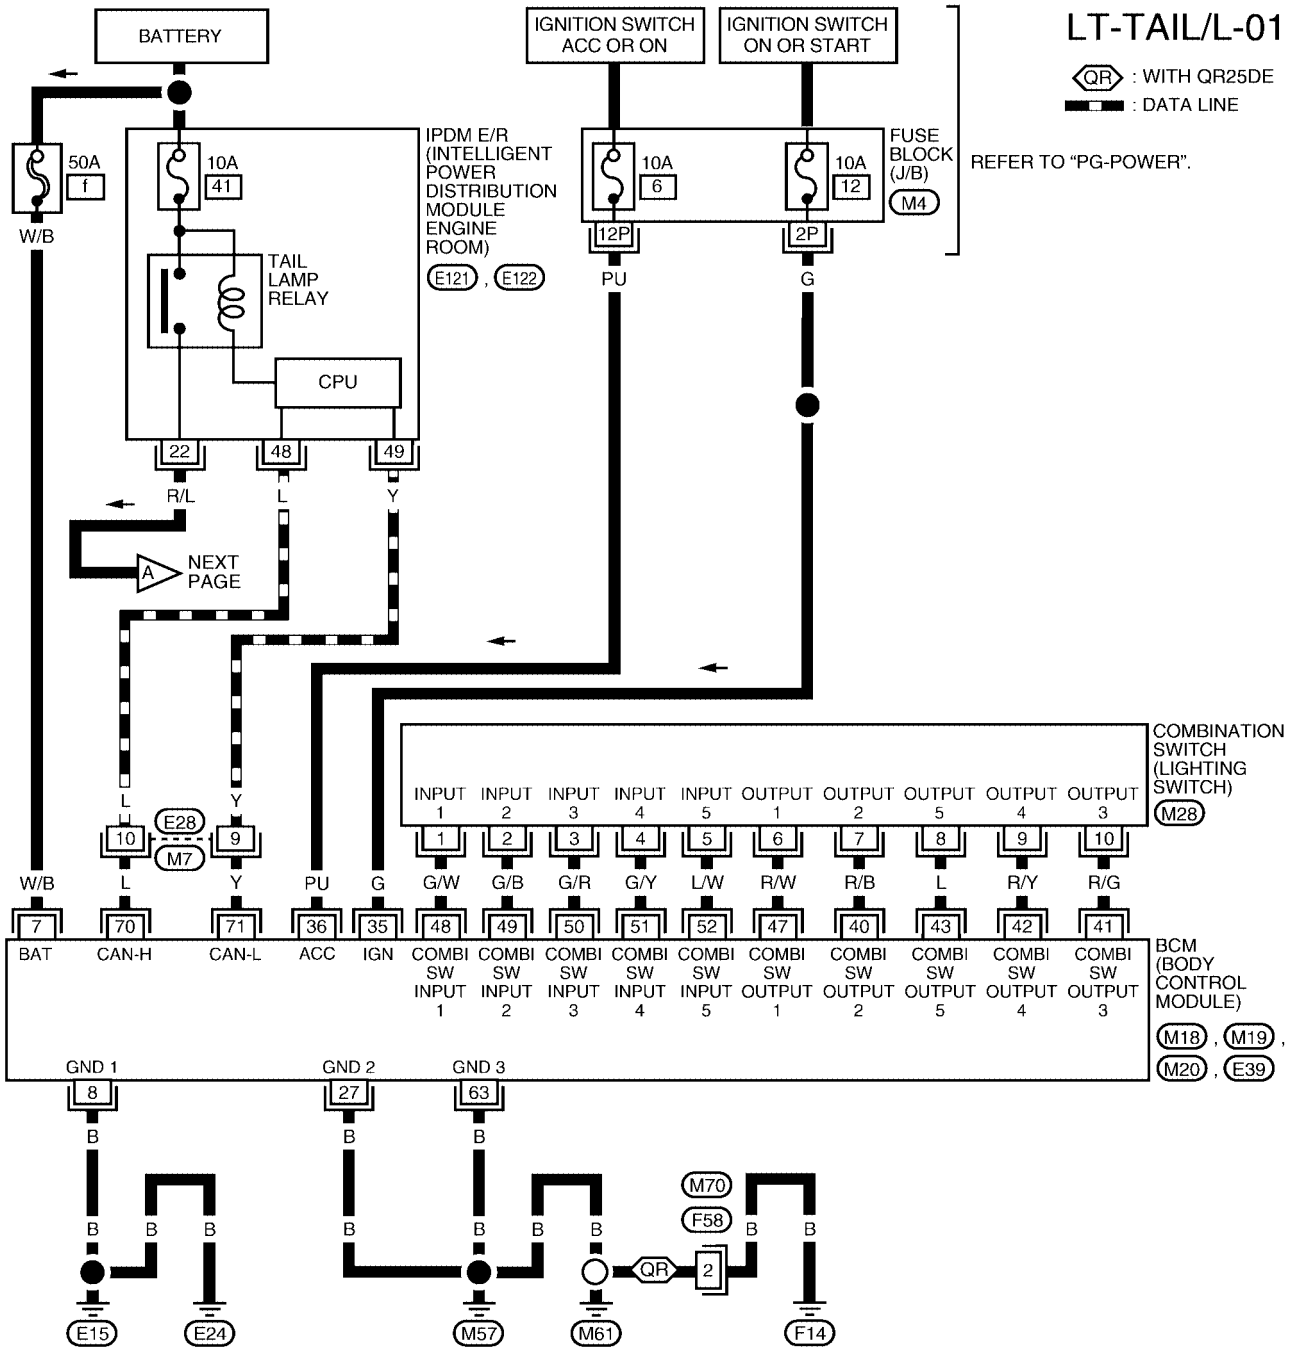 LT-TAIL/L-01
QR : WITH QR25DE
: DATA LINE
BATTERY
IGNITION SWITCH
ACC OR ON
IGNITION SWITCH
ON OR START
REFER TO “PG-POWER”.
50A
f
10A
41
IPDM E/R
(INTELLIGENT
POWER
DISTRIBUTION
MODULE
ENGINE
ROOM)
E121 , E122
10A
6
10A
12
FUSE
BLOCK
(J/B)
M4
W/B
12P
2P
PU
G
TAIL
LAMP
RELAY
CPU
22
48
49
R/L
L
Y
A
NEXT
PAGE
COMBINATION
SWITCH
(LIGHTING
SWITCH)
M28
INPUT
1
INPUT
2
INPUT
3
INPUT
4
INPUT
5
OUTPUT
1
OUTPUT
2
OUTPUT
5
OUTPUT
4
OUTPUT
3
L
Y
10
E28
M7
9
1
2
3
4
5
6
7
8
9
10
W/B
L
Y
PU
G
G/W
G/B
G/R
G/Y
L/W
R/W
R/B
L
R/Y
R/G
7
70
71
36
35
48
49
50
51
52
47
40
43
42
41
BAT
CAN-H
CAN-L
ACC
IGN
COMBI
SW
INPUT
1
COMBI
SW
INPUT
2
COMBI
SW
INPUT
3
COMBI
SW
INPUT
4
COMBI
SW
INPUT
5
COMBI
SW
OUTPUT
1
COMBI
SW
OUTPUT
2
COMBI
SW
OUTPUT
5
COMBI
SW
OUTPUT
4
COMBI
SW
OUTPUT
3
BCM
(BODY
CONTROL
MODULE)
M18 , M19 ,
M20 , E39
GND 1
GND 2
GND 3
8
27
63
B
B
B
M70
F58
B
B
B
B
B
B
B
B
B
QR
2
E15
E24
M57
M61
F14